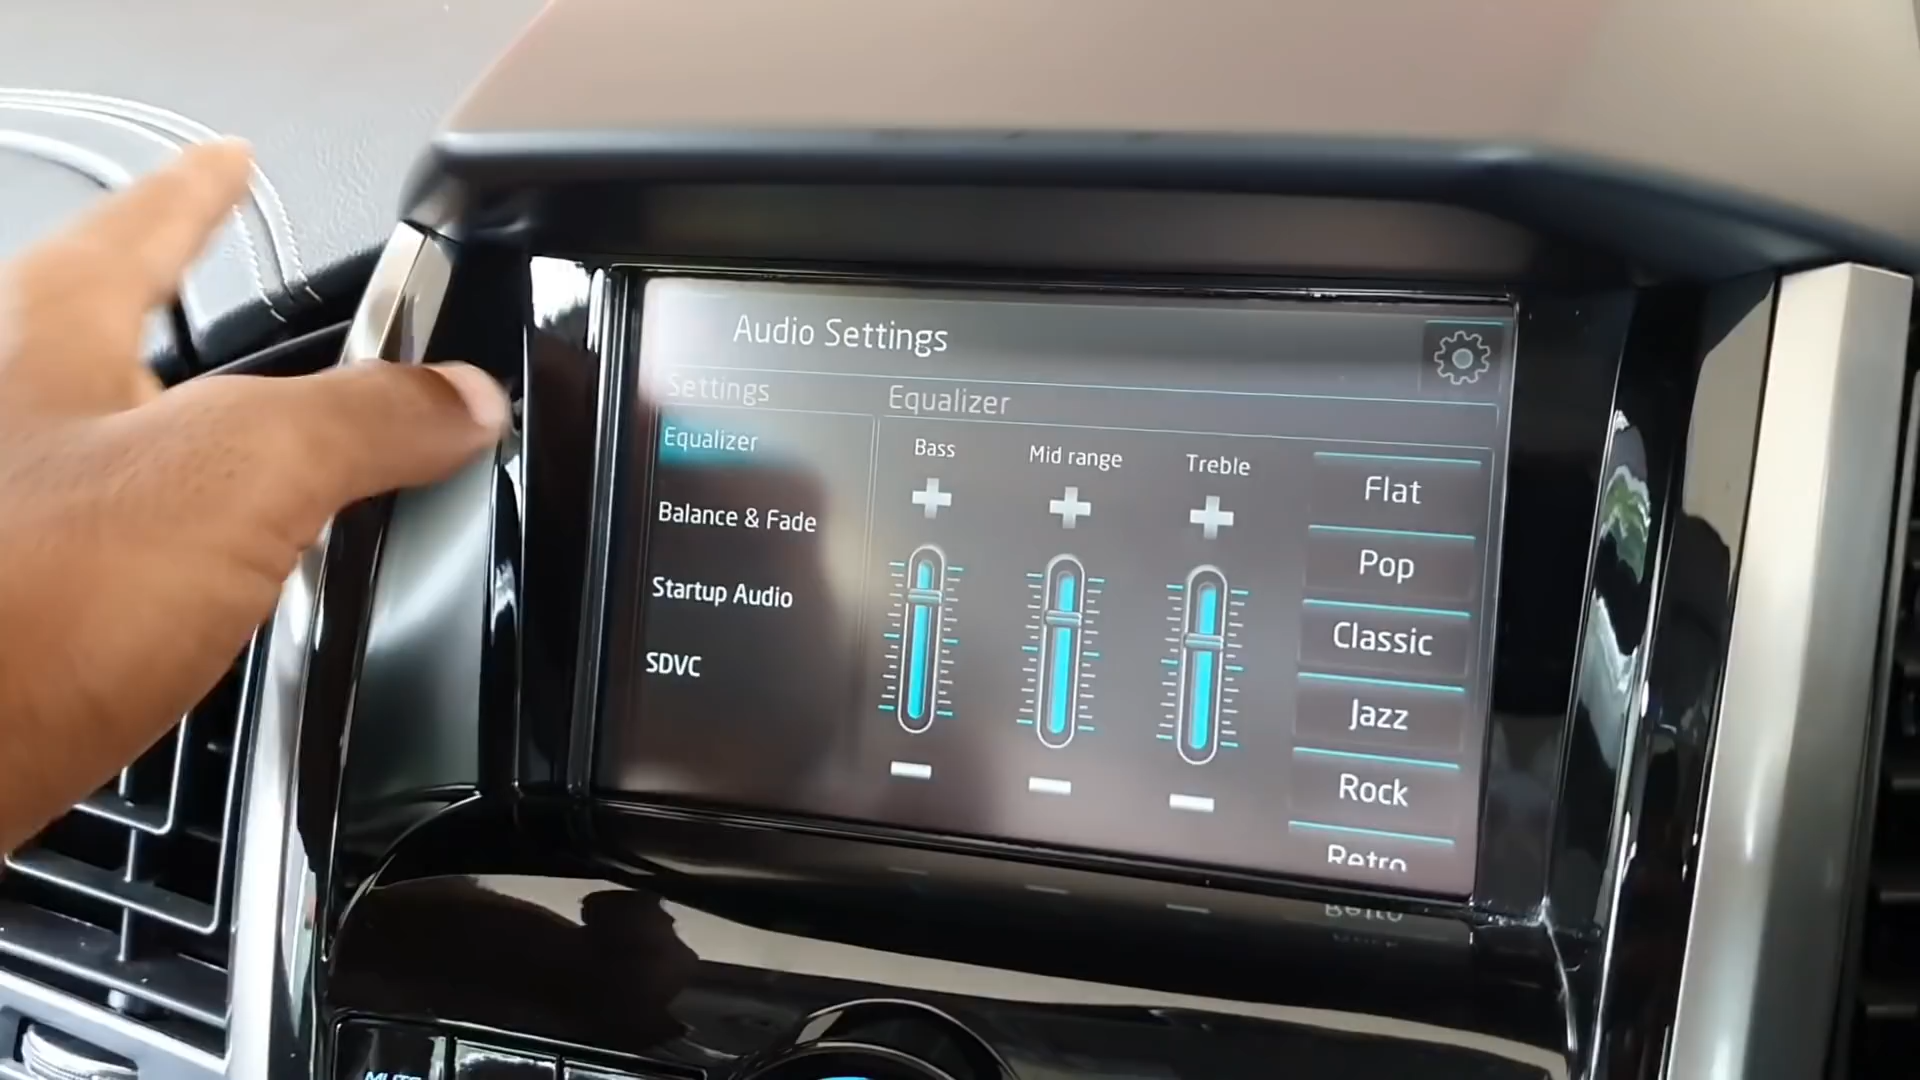 Audio Settings
Settings
Equalizer
Balance & Fade
Startup Audio
SDVC
Equalizer
Bass
Mid range
Treble
Flat
Pop
Classic
Jazz
Rock
Retro
MUTE